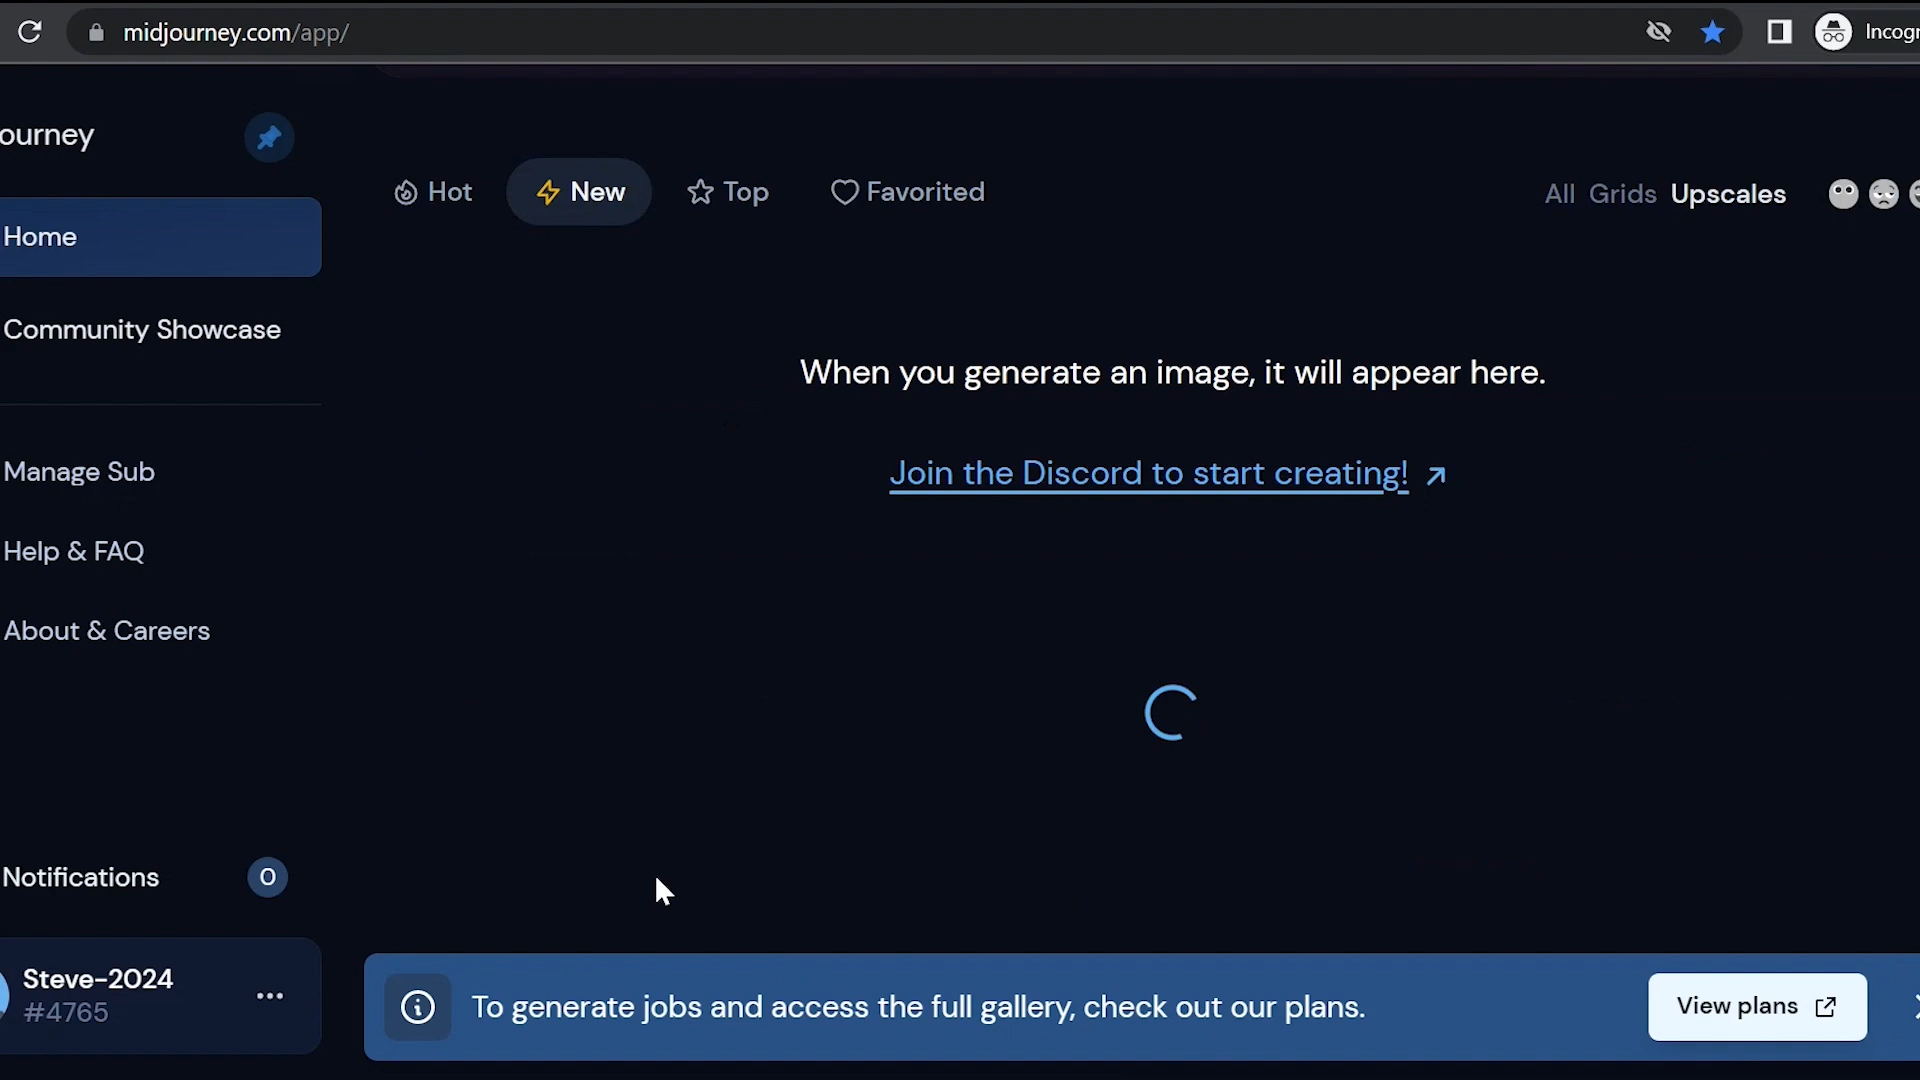 midjourney.com/app/
Incogn
ourney
Hot
New
Top
Favorited
All Grids Upscales
Home
Community Showcase
When you generate an image, it will appear here.
Join the Discord to start creating!
Manage Sub
Help & FAQ
About & Careers
Notifications
0
Steve-2024
#4765
To generate jobs and access the full gallery, check out our plans.
View plans